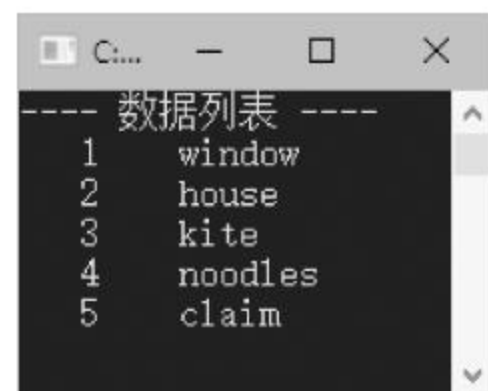 C:...
---- 数据列表 ----
1 window
2 house
3 kite
4 noodles
5 claim